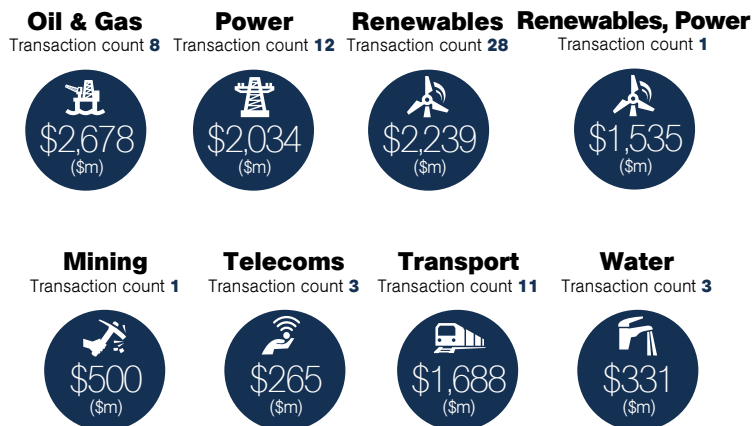 Oil & Gas
Transaction count 8
$2,678
($m)
Power
Transaction count 12
$2,034
($m)
Renewables
Transaction count 28
$2,239
($m)
Renewables, Power
Transaction count 1
$1,535
($m)
Mining
Transaction count 1
$500
($m)
Telecoms
Transaction count 3
$265
($m)
Transport
Transaction count 11
$1,688
($m)
Water
Transaction count 3
$331
($m)